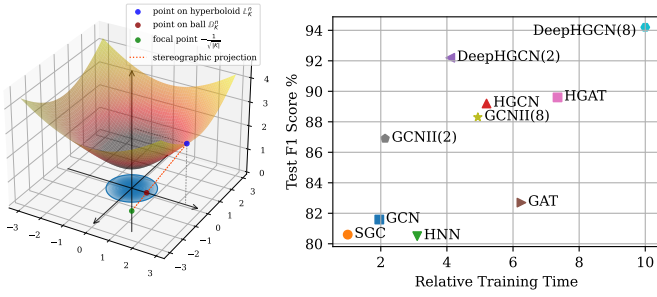 point on hyperboloid 𝕃ⁿ_K
point on ball 𝔻ⁿ_K
focal point −1/√|K|
stereographic projection
4
3
2
1
0
3
2
1
0
−1
−2
−3
−3
−2
−1
0
1
2
3
Test F1 Score %
94
92
90
88
86
84
82
80
DeepHGCN(8)
DeepHGCN(2)
HGAT
HGCN
GCNII(8)
GCNII(2)
GAT
GCN
SGC
HNN
2
4
6
8
10
Relative Training Time